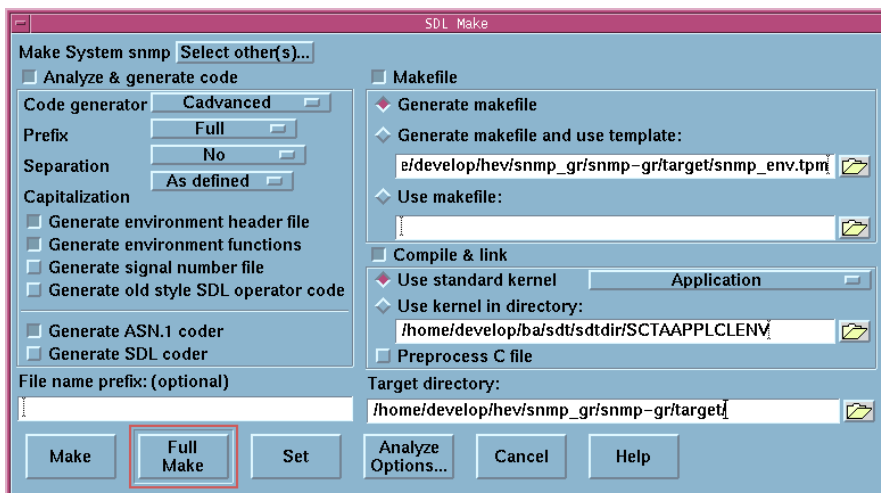 SDL Make
Make System snmp Select other(s)...
Analyze & generate code
Code generator Cadvanced
Prefix Full
Separation No
Capitalization As defined
Generate environment header file
Generate environment functions
Generate signal number file
Generate old style SDL operator code
Generate ASN.1 coder
Generate SDL coder
File name prefix: (optional)
Makefile
Generate makefile
Generate makefile and use template:
e/develop/hev/snmp_gr/snmp-gr/target/snmp_env.tpm
Use makefile:
Compile & link
Use standard kernel Application
Use kernel in directory:
/home/develop/ba/sdt/sdtdir/SCTAAPPLCLENV
Preprocess C file
Target directory:
/home/develop/hev/snmp_gr/snmp-gr/target/
Make
Full
Make
Set
Analyze
Options...
Cancel
Help